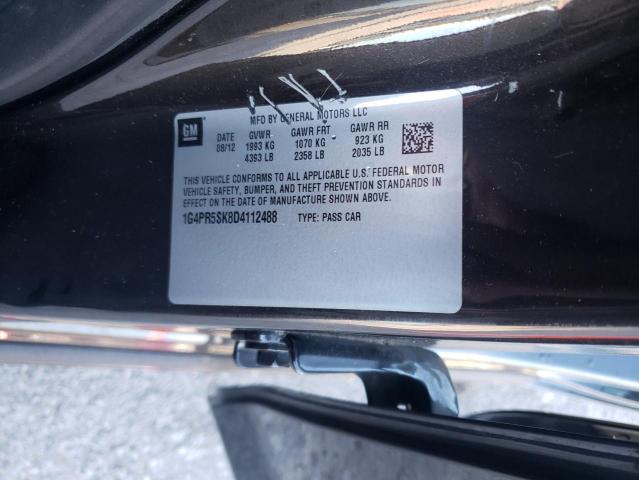 MFD BY GENERAL MOTORS LLC
GM
DATE GVWR GAWR FRT GAWR RR
08/12 1993 KG 1070 KG 923 KG
4393 LB 2358 LB 2035 LB
THIS VEHICLE CONFORMS TO ALL APPLICABLE U.S. FEDERAL MOTOR
VEHICLE SAFETY, BUMPER, AND THEFT PREVENTION STANDARDS IN
EFFECT ON THE DATE OF MANUFACTURE SHOWN ABOVE.
1G4PR5SK8D4112488 TYPE: PASS CAR